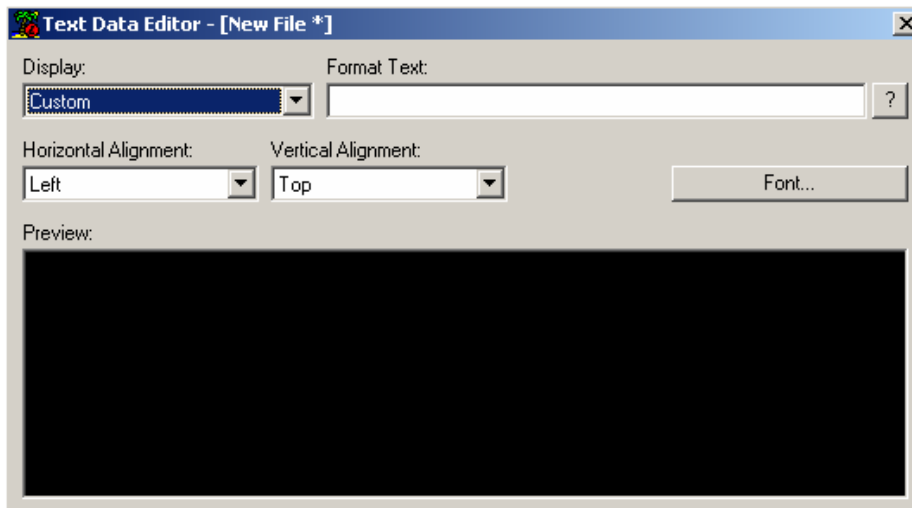 Text Data Editor - [New File *]
Display:
Format Text:
Custom
?
Horizontal Alignment:
Vertical Alignment:
Left
Top
Font...
Preview: